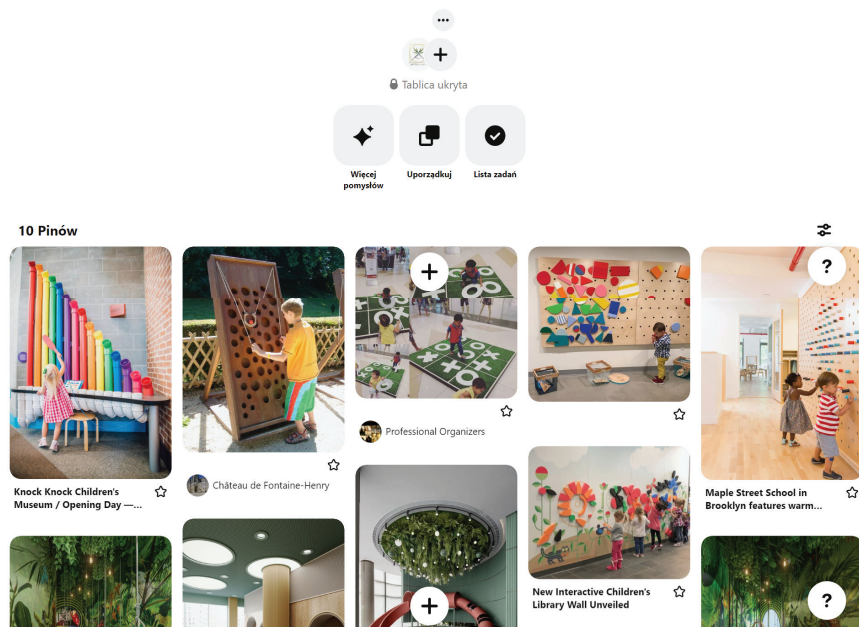 Tablica ukryta
Więcej
pomysłów
Uporządkuj
Lista zadań
10 Pinów
?
Professional Organizers
Château de Fontaine-Henry
Knock Knock Children's
Museum / Opening Day —...
Maple Street School in
Brooklyn features warm...
New Interactive Children's
Library Wall Unveiled
?